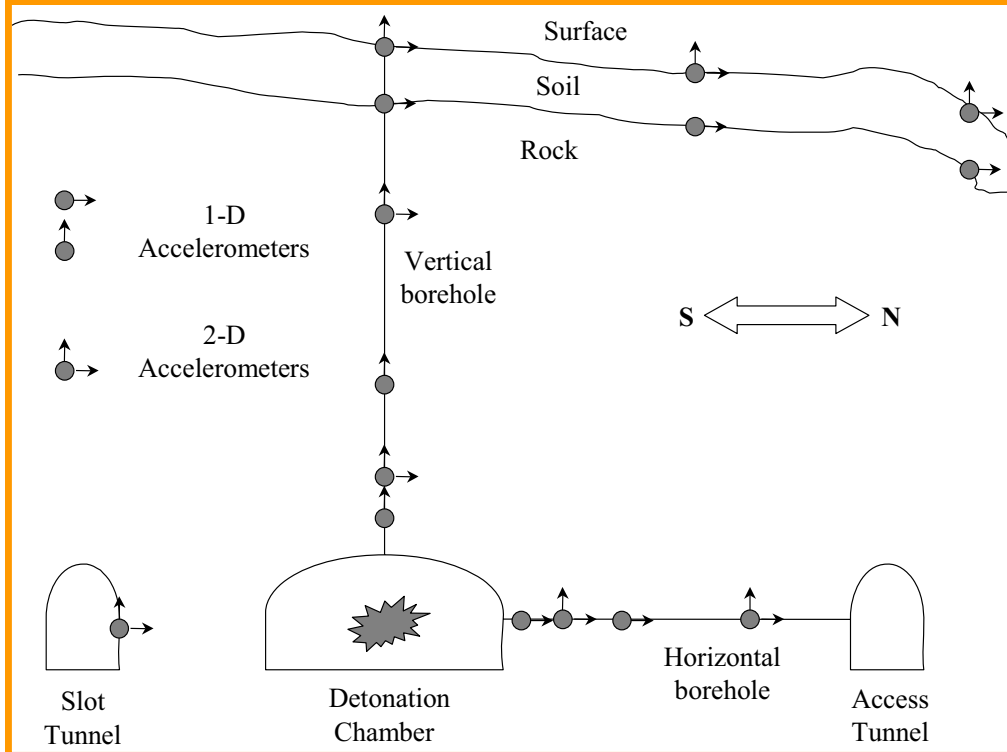 Surface
Soil
Rock
1-D
Accelerometers
Vertical
borehole
S
N
2-D
Accelerometers
Slot
Tunnel
Detonation
Chamber
Horizontal
borehole
Access
Tunnel